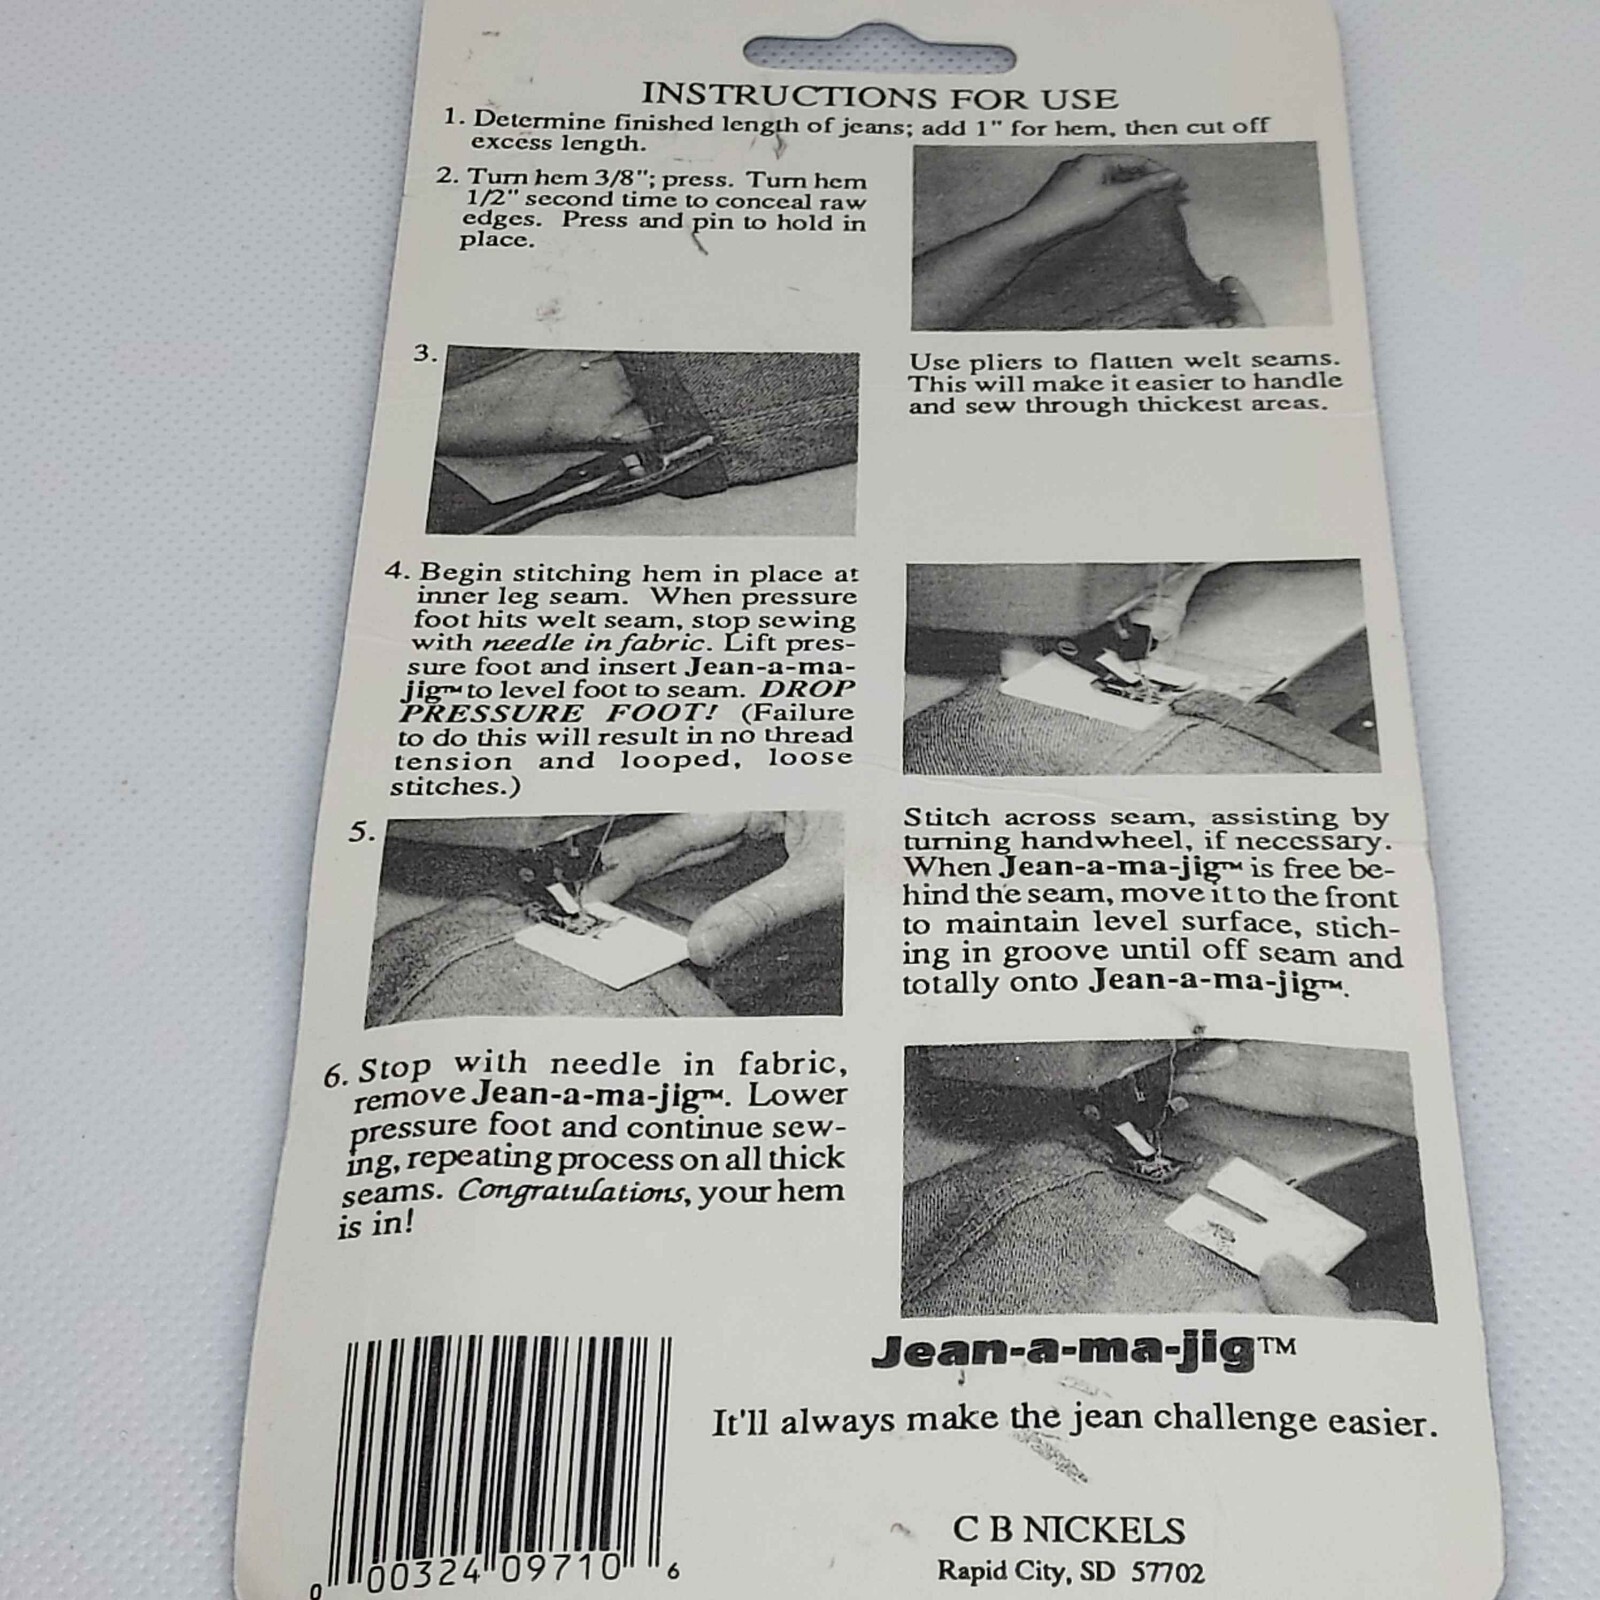 INSTRUCTIONS FOR USE
1. Determine finished length of jeans; add 1" for hem, then cut off
excess length.
2. Turn hem 3/8"; press. Turn hem
1/2" second time to conceal raw
edges. Press and pin to hold in
place.
3.
Use pliers to flatten welt seams.
This will make it easier to handle
and sew through thickest areas.
4. Begin stitching hem in place at
inner leg seam. When pressure
foot hits welt seam, stop sewing
with needle in fabric. Lift pres-
sure foot and insert Jean-a-ma-
jig™ to level foot to seam. DROP
PRESSURE FOOT! (Failure
to do this will result in no thread
tension and looped, loose
stitches.)
5.
Stitch across seam, assisting by
turning handwheel, if necessary.
When Jean-a-ma-jig™ is free be-
hind the seam, move it to the front
to maintain level surface, stich-
ing in groove until off seam and
totally onto Jean-a-ma-jig™.
6. Stop with needle in fabric,
remove Jean-a-ma-jig™. Lower
pressure foot and continue sew-
ing, repeating process on all thick
seams. Congratulations, your hem
is in!
Jean-a-ma-jig™
It'll always make the jean challenge easier.
C B NICKELS
Rapid City, SD 57702
0 00324 09710 6